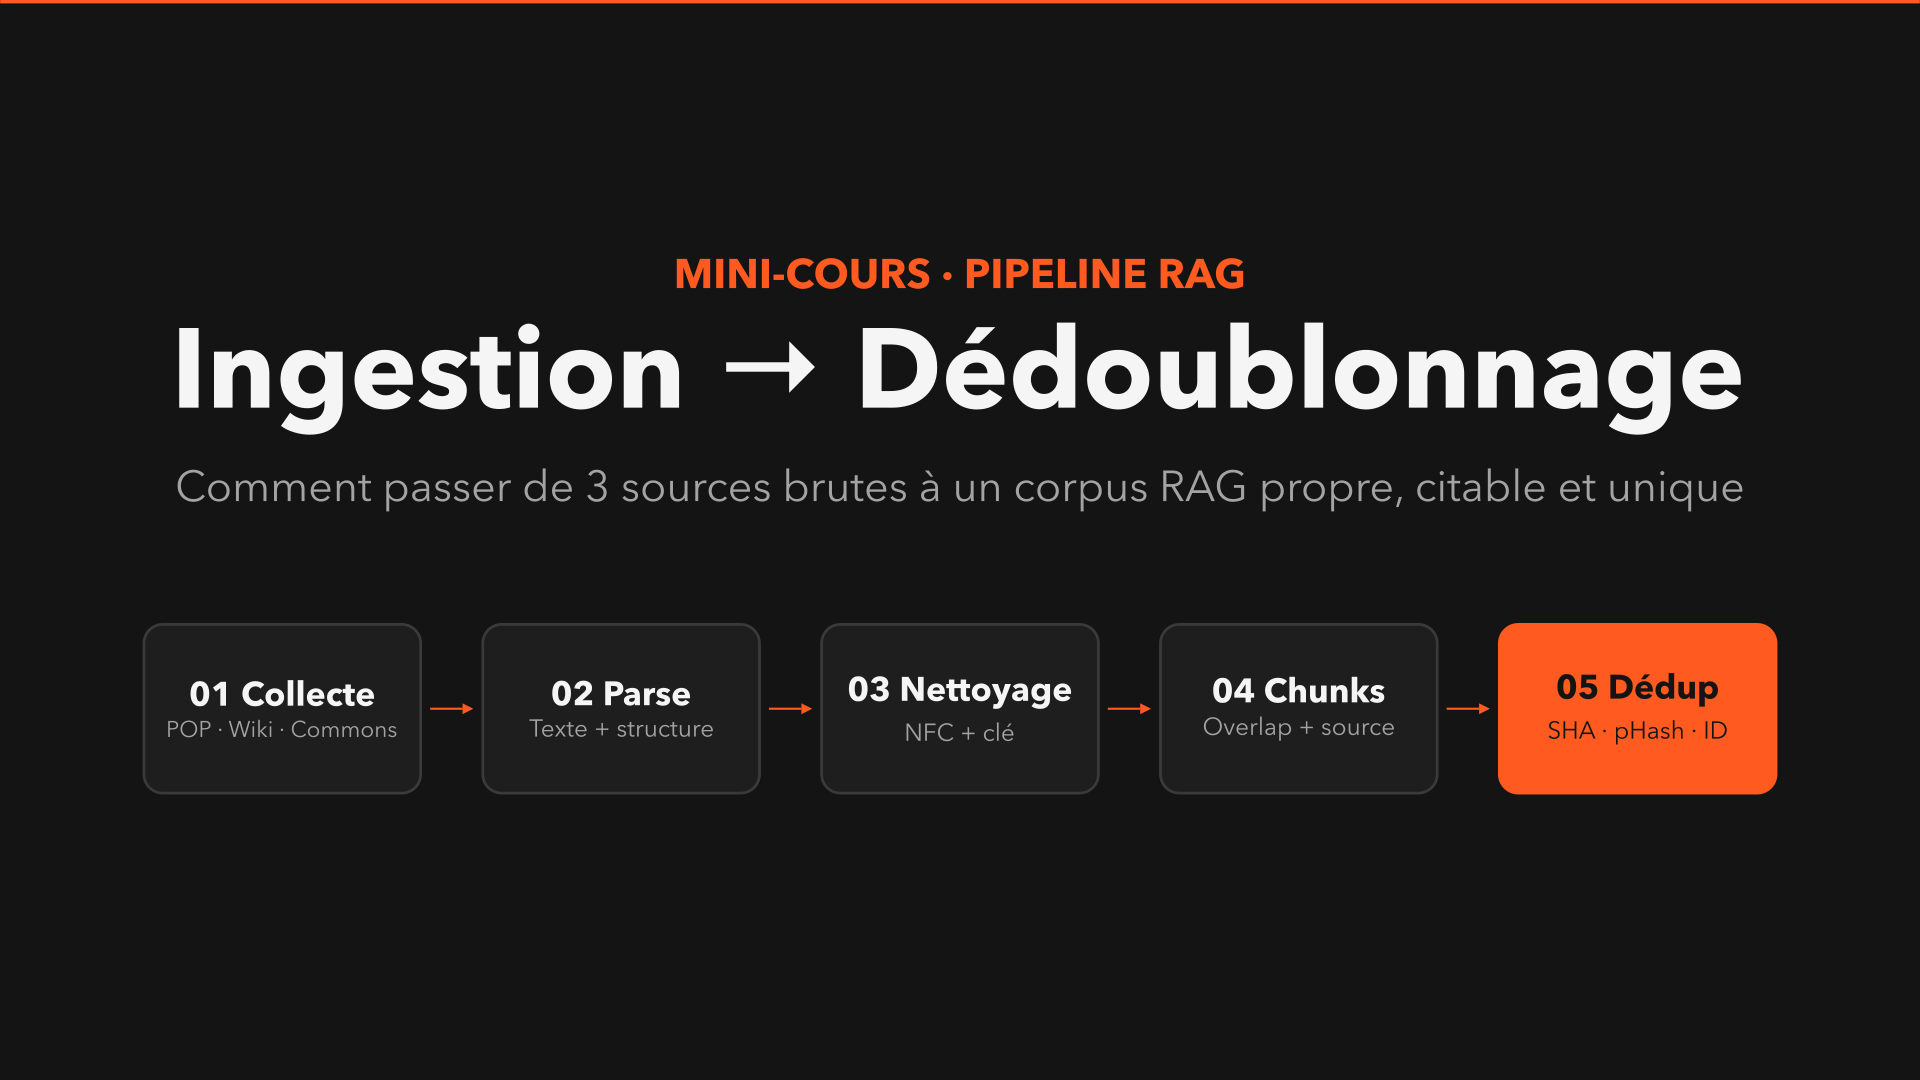 MINI-COURS · PIPELINE RAG
Ingestion → Dédoublonnage
Comment passer de 3 sources brutes à un corpus RAG propre, citable et unique
01 Collecte
POP · Wiki · Commons
02 Parse
Texte + structure
03 Nettoyage
NFC + clé
04 Chunks
Overlap + source
05 Dédup
SHA · pHash · ID